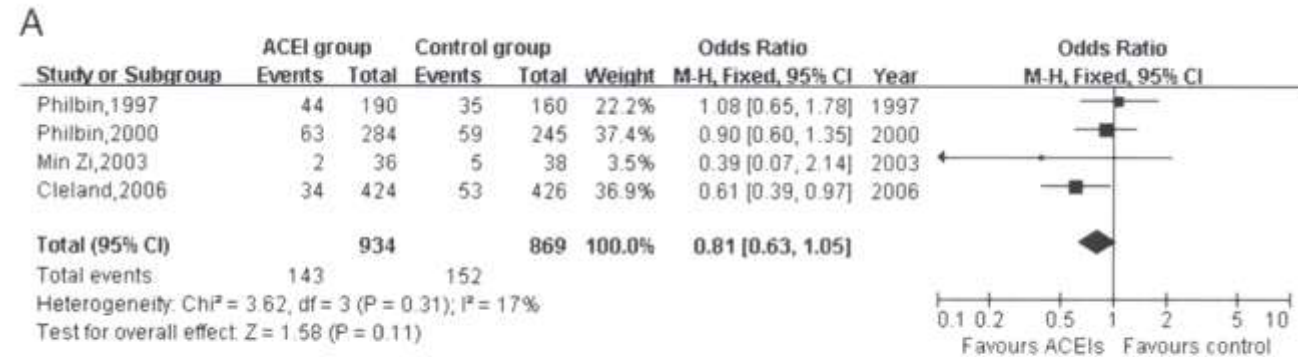 A
ACEI group Control group Odds Ratio Odds Ratio
Study or Subgroup Events Total Events Total Weight M-H, Fixed, 95% CI Year M-H, Fixed, 95% CI
Philbin,1997 44 190 35 160 22.2% 1.08 [0.65, 1.78] 1997
Philbin,2000 63 284 59 245 37.4% 0.90 [0.60, 1.35] 2000
Min Zi,2003 2 36 5 38 3.5% 0.39 [0.07, 2.14] 2003
Cleland,2006 34 424 53 426 36.9% 0.61 [0.39, 0.97] 2006
Total (95% CI) 934 869 100.0% 0.81 [0.63, 1.05]
Total events 143 152
Heterogeneity: Chi² = 3.62, df = 3 (P = 0.31); I² = 17%
Test for overall effect: Z = 1.58 (P = 0.11)
0.1 0.2 0.5 1 2 5 10
Favours ACEIs Favours control